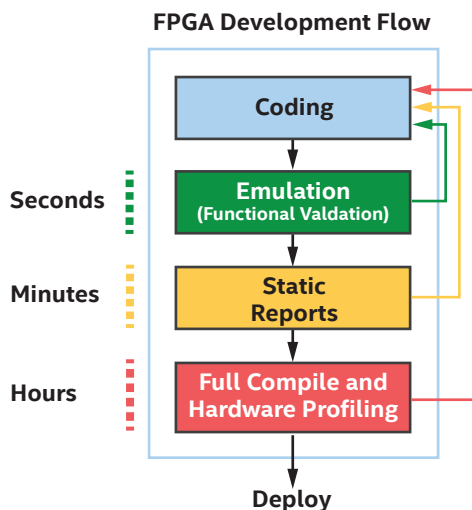 FPGA Development Flow
Coding
Seconds
Emulation
(Functional Valdation)
Minutes
Static
Reports
Hours
Full Compile and
Hardware Profiling
Deploy